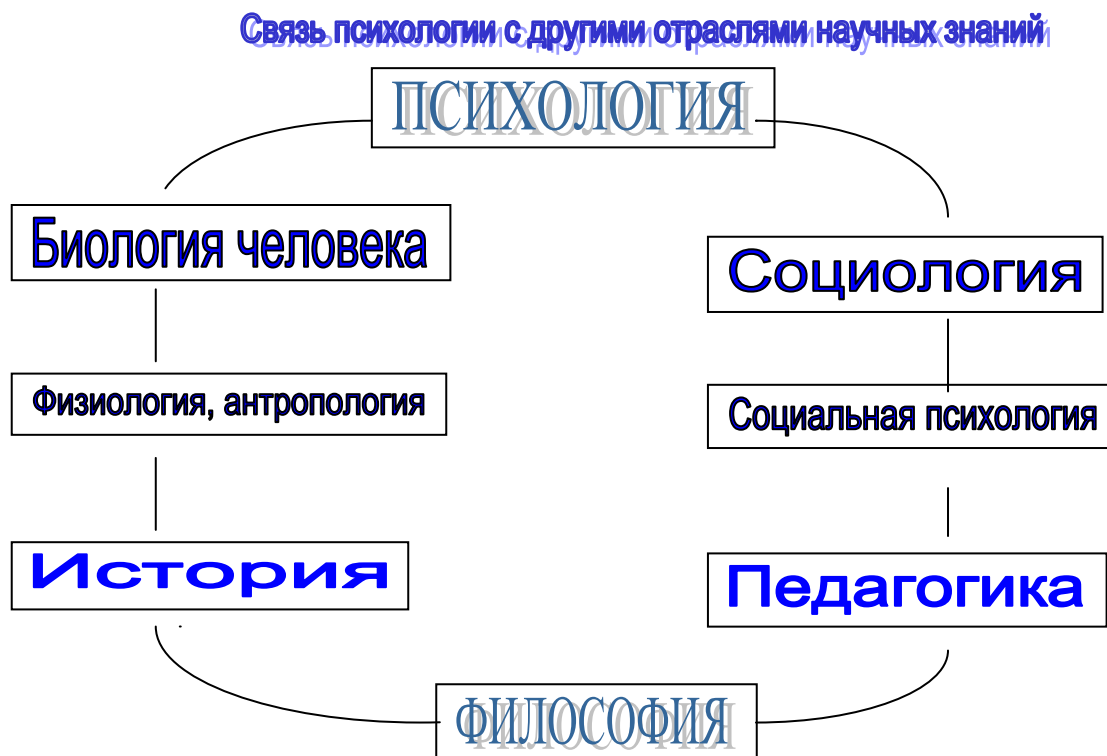 Связь психологии с другими отраслями научных знаний
ПСИХОЛОГИЯ
Биология человека
Социология
Физиология, антропология
Социальная психология
История
Педагогика
ФИЛОСОФИЯ